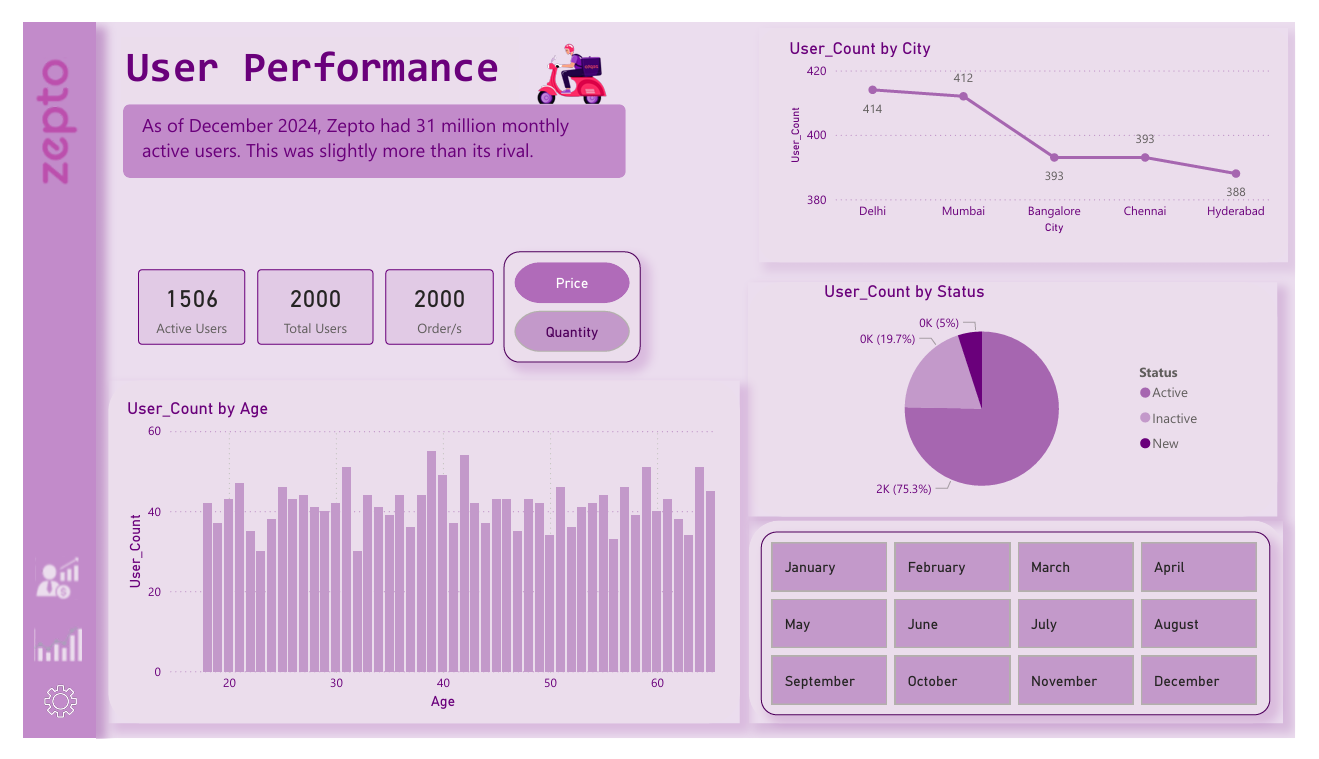 zepto
User Performance
As of December 2024, Zepto had 31 million monthly
active users. This was slightly more than its rival.
1506
Active Users
2000
Total Users
2000
Order/s
Price
Quantity
User_Count by City
User_Count
420
400
380
414
412
393
393
388
Delhi
Mumbai
Bangalore
Chennai
Hyderabad
City
User_Count by Status
0K (5%)
0K (19.7%)
2K (75.3%)
Status
Active
Inactive
New
User_Count by Age
User_Count
60
40
20
0
20
30
40
50
60
Age
January
February
March
April
May
June
July
August
September
October
November
December